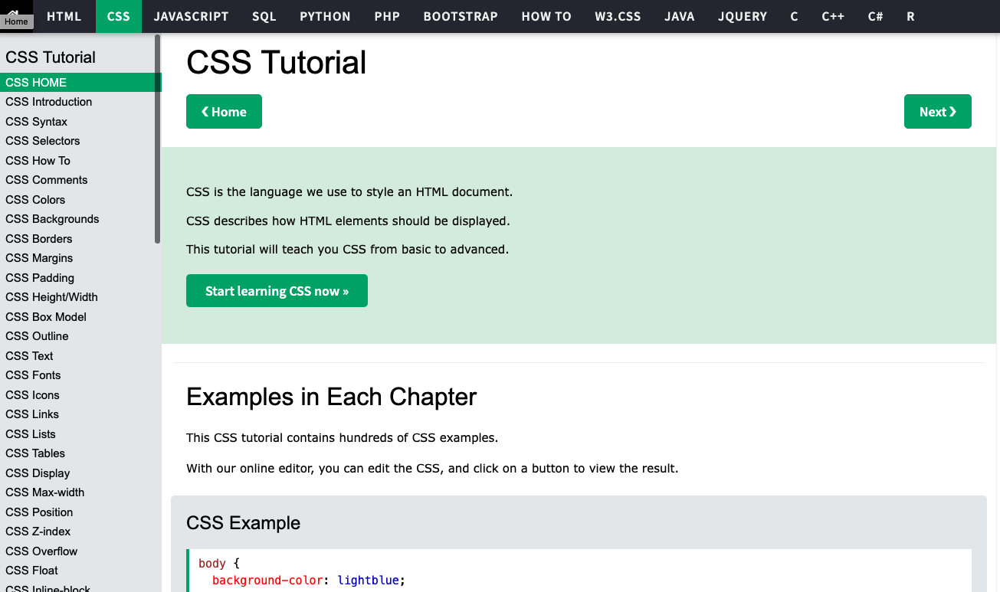 Home
HTML CSS JAVASCRIPT SQL PYTHON PHP BOOTSTRAP HOW TO W3.CSS JAVA JQUERY C C++ C# R
CSS Tutorial
CSS HOME
CSS Introduction
CSS Syntax
CSS Selectors
CSS How To
CSS Comments
CSS Colors
CSS Backgrounds
CSS Borders
CSS Margins
CSS Padding
CSS Height/Width
CSS Box Model
CSS Outline
CSS Text
CSS Fonts
CSS Icons
CSS Links
CSS Lists
CSS Tables
CSS Display
CSS Max-width
CSS Position
CSS Z-index
CSS Overflow
CSS Float
CSS Inline-block
CSS Tutorial
❮ Home
Next ❯
CSS is the language we use to style an HTML document.
CSS describes how HTML elements should be displayed.
This tutorial will teach you CSS from basic to advanced.
Start learning CSS now »
Examples in Each Chapter
This CSS tutorial contains hundreds of CSS examples.
With our online editor, you can edit the CSS, and click on a button to view the result.
CSS Example
body {
  background-color: lightblue;